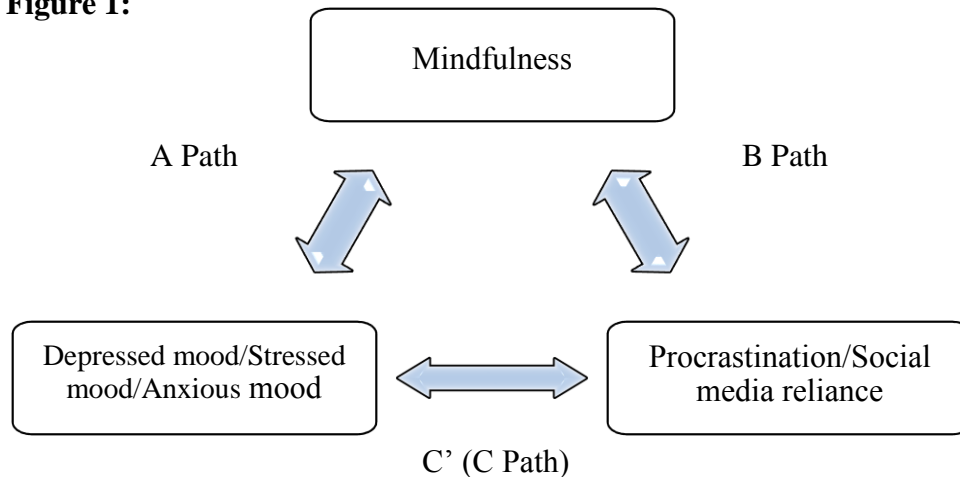 Figure 1:
Mindfulness
A Path
B Path
Depressed mood/Stressed
mood/Anxious mood
Procrastination/Social
media reliance
C’ (C Path)